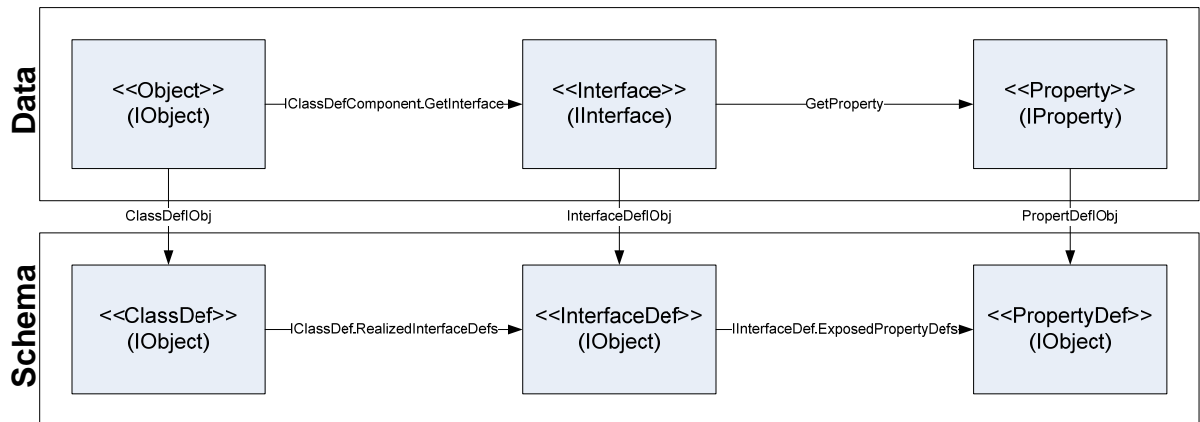 Data
<<Object>>
(IObject)
IClassDefComponent.GetInterface
<<Interface>>
(IInterface)
GetProperty
<<Property>>
(IProperty)
ClassDefIObj
InterfaceDefIObj
PropertDefIObj
Schema
<<ClassDef>>
(IObject)
IClassDef.RealizedInterfaceDefs
<<InterfaceDef>>
(IObject)
IInterfaceDef.ExposedPropertyDefs
<<PropertyDef>>
(IObject)